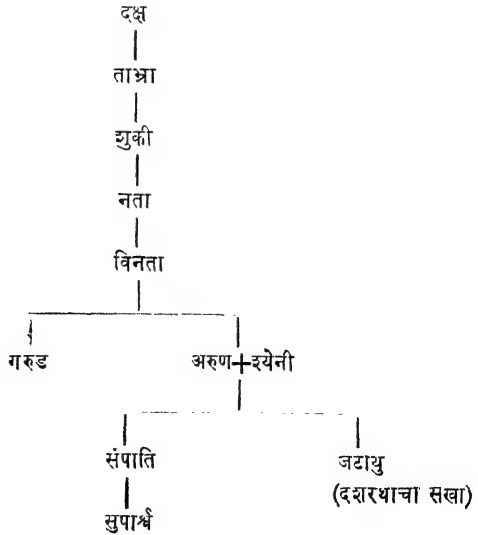 दक्ष
ताम्रा
शुकी
नता
विनता
गरुड अरुण+श्येनी
संपाति जटायु
(दशरथाचा सखा)
सुपार्श्व